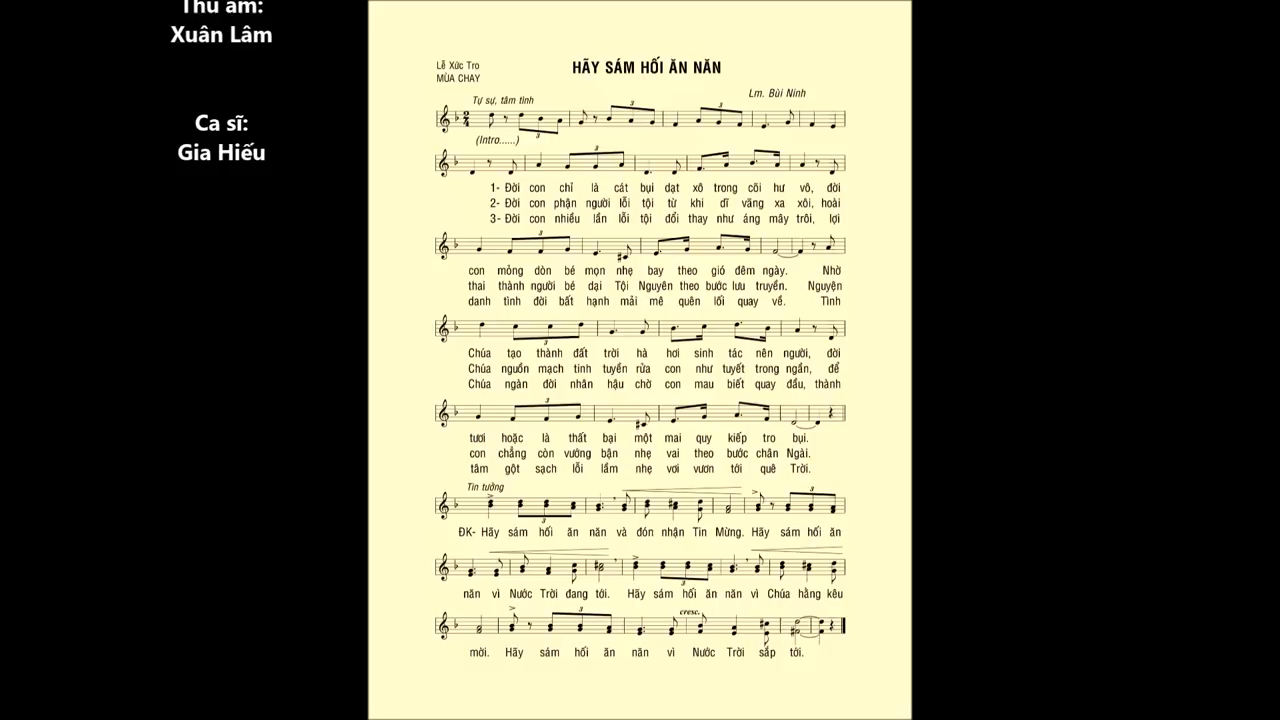 Thu âm:
Xuân Lâm
Ca sĩ:
Gia Hiếu
Lễ Xức Tro
MÙA CHAY
HÃY SÁM HỐI ĂN NĂN
Lm. Bùi Ninh
Tự sự, tâm tình
(Intro......)
1- Đời con chỉ là cát bụi dạt xô trong cõi hư vô, đời
2- Đời con phận người lỗi tội từ khi dĩ vãng xa xôi, hoài
3- Đời con nhiều lần lỗi tội đổi thay như áng mây trôi, lợi
con mỏng dòn bé mọn nhẹ bay theo gió đêm ngày. Nhờ
thai thành người bé dại Tội Nguyên theo bước lưu truyền. Nguyện
danh tình đời bất hạnh mải mê quên lối quay về. Tình
Chúa tạo thành đất trời hà hơi sinh tác nên người, đời
Chúa nguồn mạch tinh tuyền rửa con như tuyết trong ngần, để
Chúa ngàn đời nhân hậu chờ con mau biết quay đầu, thành
tươi hoặc là thất bại một mai quy kiếp tro bụi.
con chẳng còn vướng bận nhẹ vai theo bước chân Ngài.
tâm gột sạch lỗi lầm nhẹ vơi vươn tới quê Trời.
Tin tưởng
ĐK- Hãy sám hối ăn năn và đón nhận Tin Mừng. Hãy sám hối ăn
năn vì Nước Trời đang tới. Hãy sám hối ăn năn vì Chúa hằng kêu
cresc.
mời. Hãy sám hối ăn năn vì Nước Trời sắp tới.